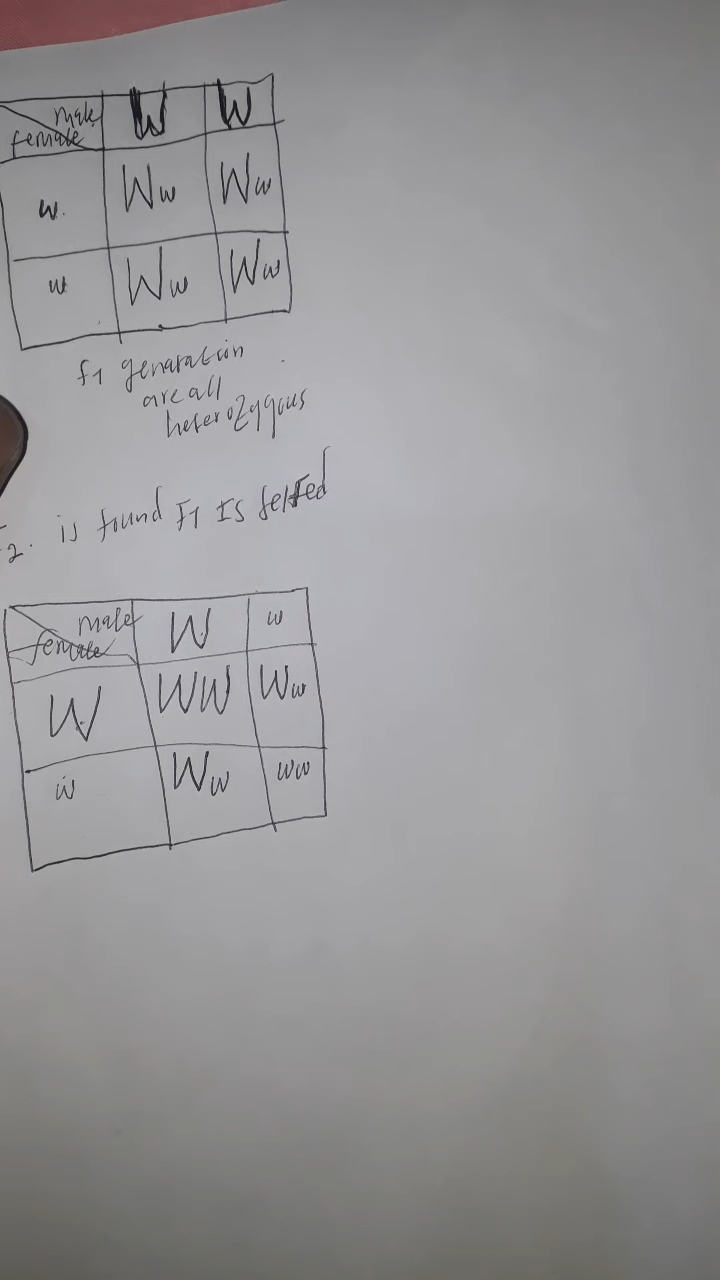 male W W
female
w. Ww Ww
w Ww Ww
f1 genaration
are all
heterozygous
2. is found F1 Is selfed
male W w
female
W WW Ww
w Ww ww